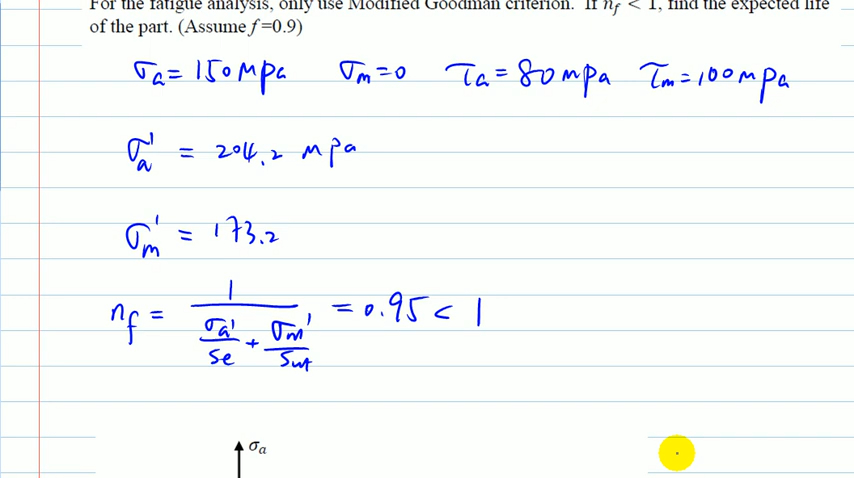 For the fatigue analysis, only use Modified Goodman criterion. If n_f < 1, find the expected life
of the part. (Assume f=0.9)
σa = 150 Mpa σm = 0 τa = 80 mpa τm = 100 Mpa
σa' = 204.2 Mpa
σm' = 173.2
nf = 1 / (σa'/Se + σm'/Sut) = 0.95 < 1
σa